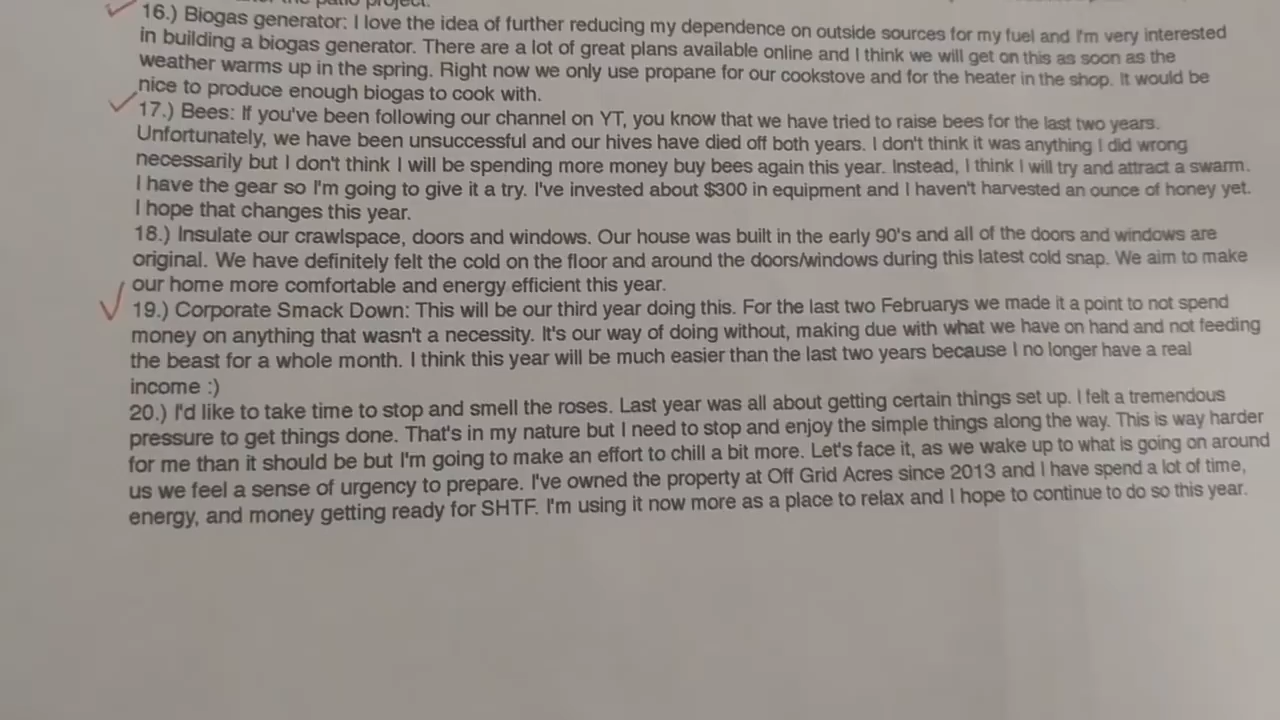 the patio project.
16.) Biogas generator: I love the idea of further reducing my dependence on outside sources for my fuel and I'm very interested
in building a biogas generator. There are a lot of great plans available online and I think we will get on this as soon as the
weather warms up in the spring. Right now we only use propane for our cookstove and for the heater in the shop. It would be
nice to produce enough biogas to cook with.
17.) Bees: If you've been following our channel on YT, you know that we have tried to raise bees for the last two years.
Unfortunately, we have been unsuccessful and our hives have died off both years. I don't think it was anything I did wrong
necessarily but I don't think I will be spending more money buy bees again this year. Instead, I think I will try and attract a swarm.
I have the gear so I'm going to give it a try. I've invested about $300 in equipment and I haven't harvested an ounce of honey yet.
I hope that changes this year.
18.) Insulate our crawlspace, doors and windows. Our house was built in the early 90's and all of the doors and windows are
original. We have definitely felt the cold on the floor and around the doors/windows during this latest cold snap. We aim to make
our home more comfortable and energy efficient this year.
19.) Corporate Smack Down: This will be our third year doing this. For the last two Februarys we made it a point to not spend
money on anything that wasn't a necessity. It's our way of doing without, making due with what we have on hand and not feeding
the beast for a whole month. I think this year will be much easier than the last two years because I no longer have a real
income :)
20.) I'd like to take time to stop and smell the roses. Last year was all about getting certain things set up. I felt a tremendous
pressure to get things done. That's in my nature but I need to stop and enjoy the simple things along the way. This is way harder
for me than it should be but I'm going to make an effort to chill a bit more. Let's face it, as we wake up to what is going on around
us we feel a sense of urgency to prepare. I've owned the property at Off Grid Acres since 2013 and I have spend a lot of time,
energy, and money getting ready for SHTF. I'm using it now more as a place to relax and I hope to continue to do so this year.